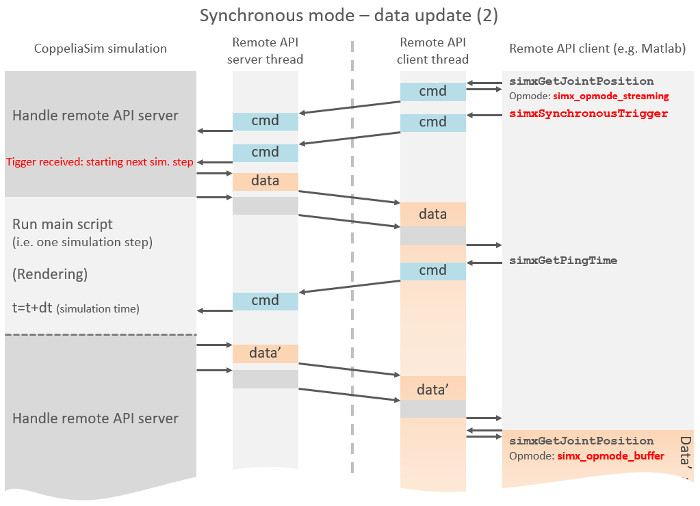 Synchronous mode – data update (2)
CoppeliaSim simulation
Remote API
server thread
Remote API
client thread
Remote API client (e.g. Matlab)
simxGetJointPosition
Opmode: simx_opmode_streaming
cmd
Handle remote API server
cmd
cmd
simxSynchronousTrigger
cmd
Tigger received: starting next sim. step
data
data
Run main script
(i.e. one simulation step)
(Rendering)
simxGetPingTime
cmd
cmd
t=t+dt (simulation time)
data’
data’
Handle remote API server
simxGetJointPosition
Opmode: simx_opmode_buffer
Data’